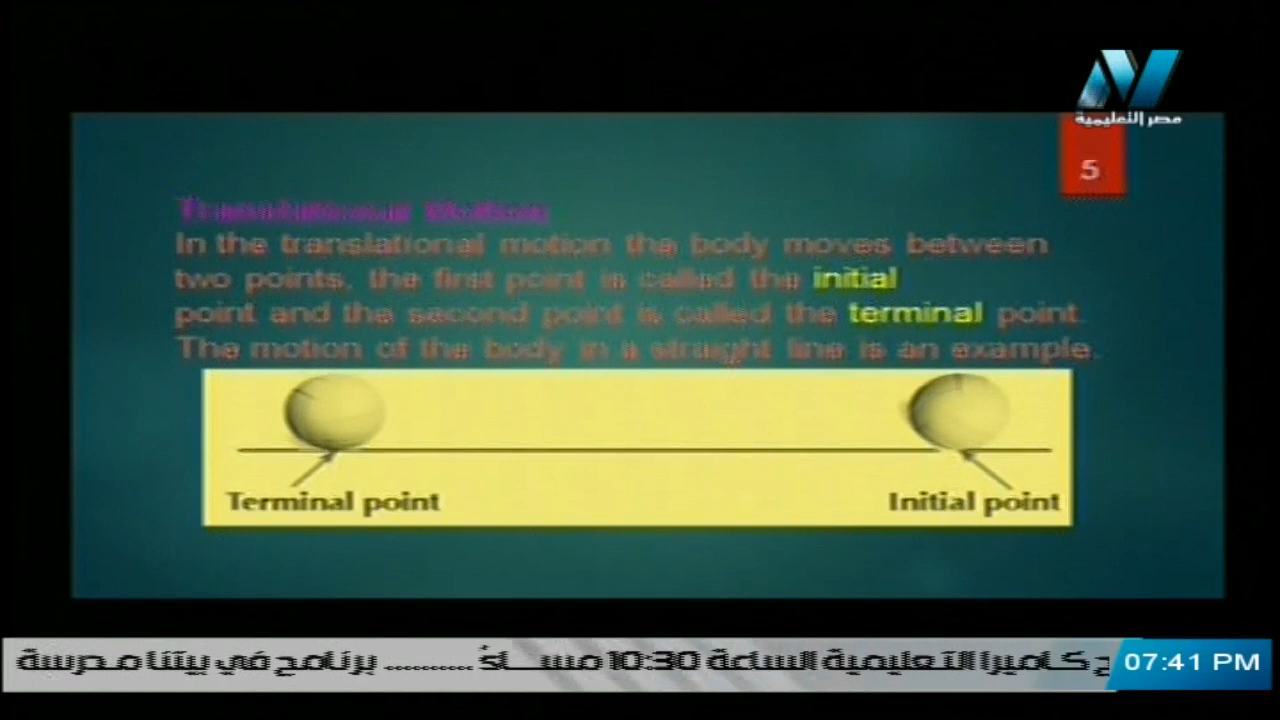 مصر التعليمية
5
Translational Motion
In the translational motion the body moves between
two points, the first point is called the initial
point and the second point is called the terminal point.
The motion of the body in a straight line is an example.
Terminal point
Initial point
ج كاميرا التعليمية الساعة 10:30 مساءً .......... برنامج في بيتنا مدرسة
07:41 PM